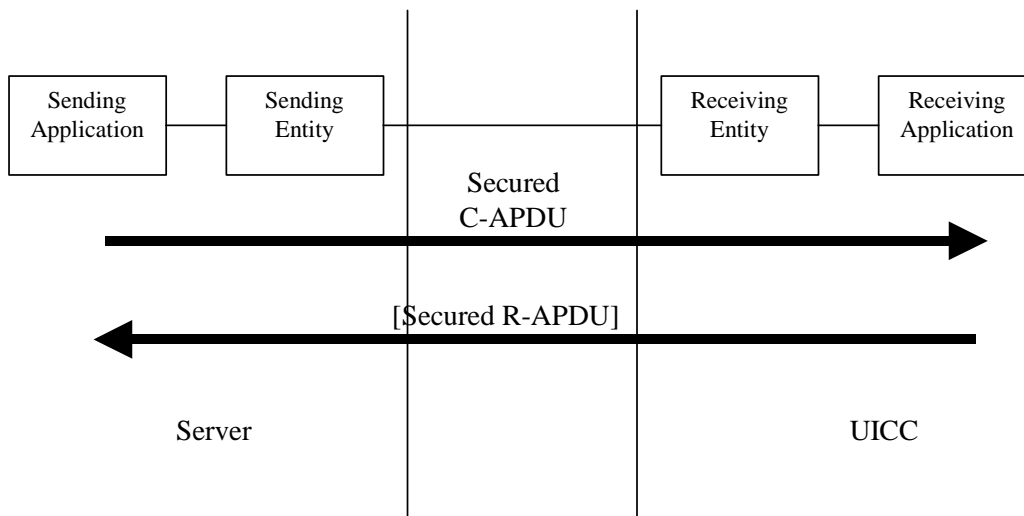 Sending
Application
Sending
Entity
Receiving
Entity
Receiving
Application
Secured
C-APDU
[Secured R-APDU]
Server
UICC